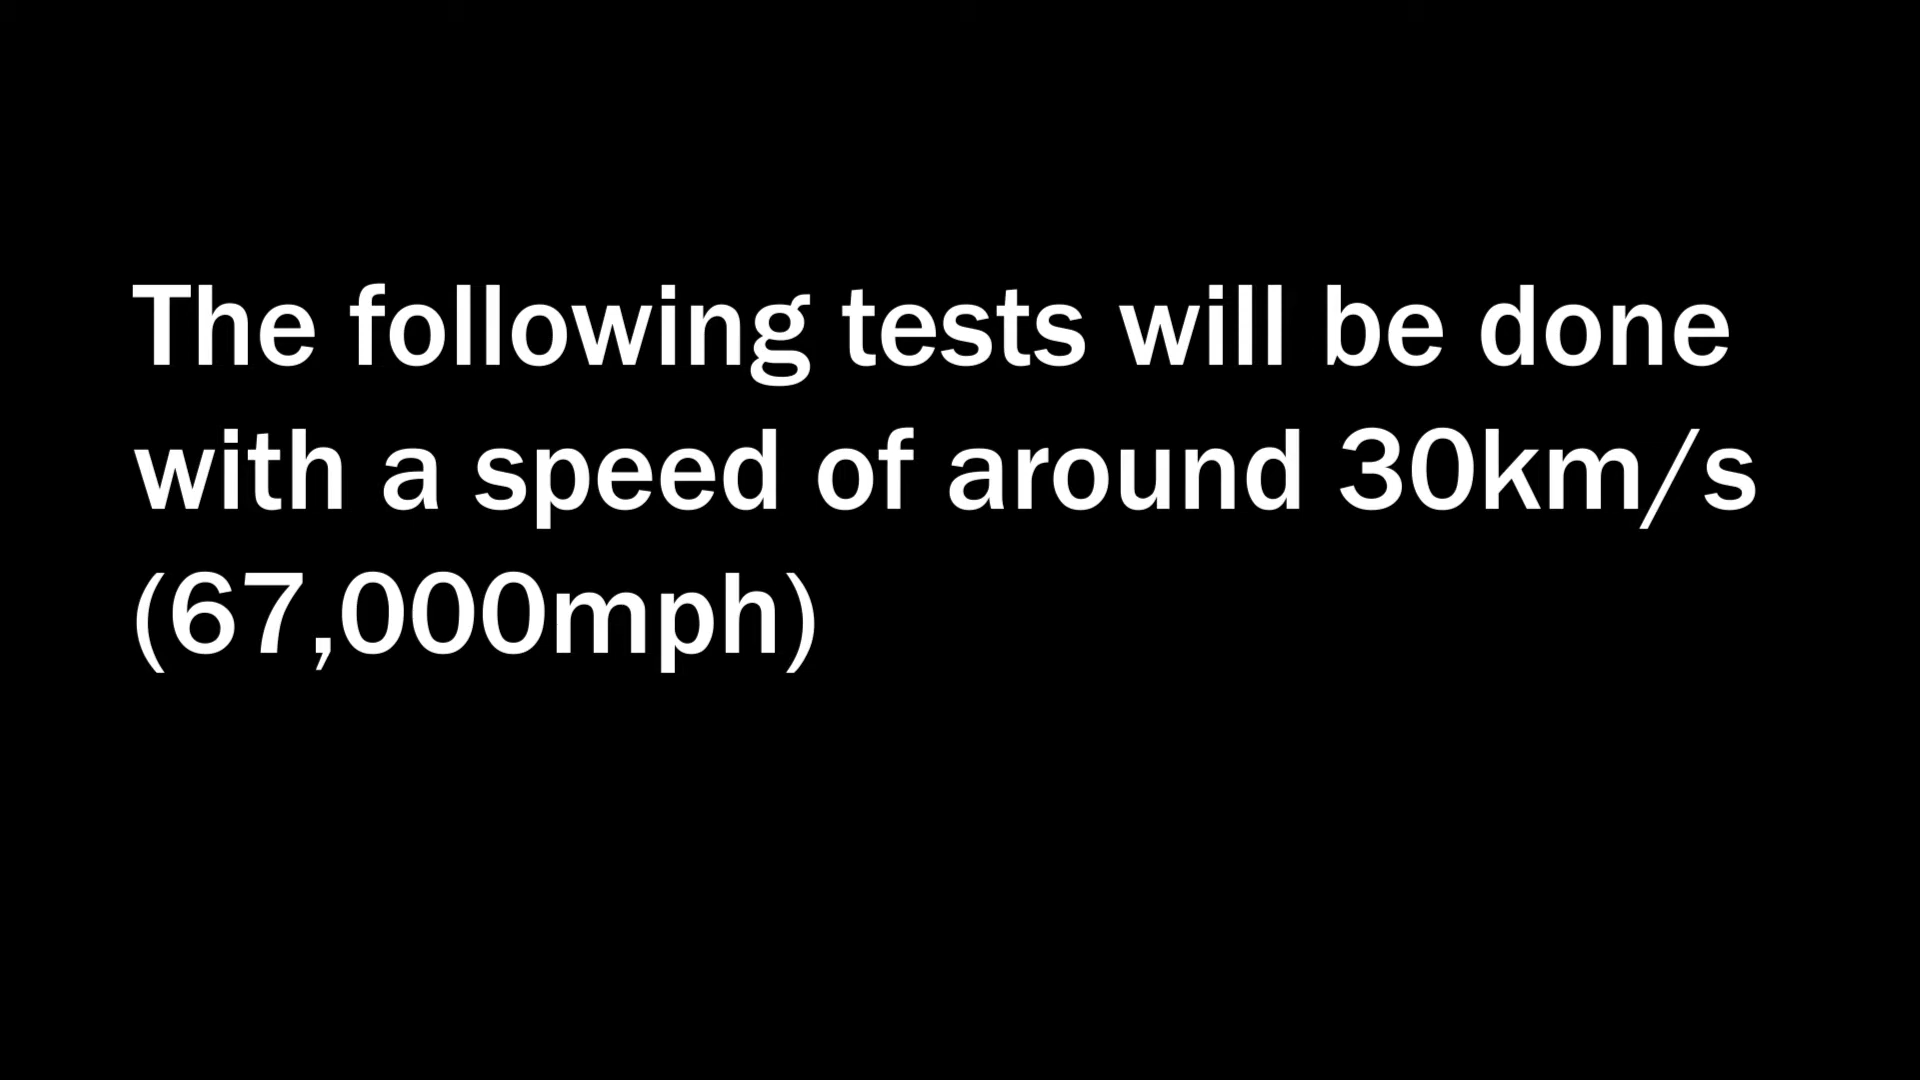 The following tests will be done
with a speed of around 30km/s
(67,000mph)